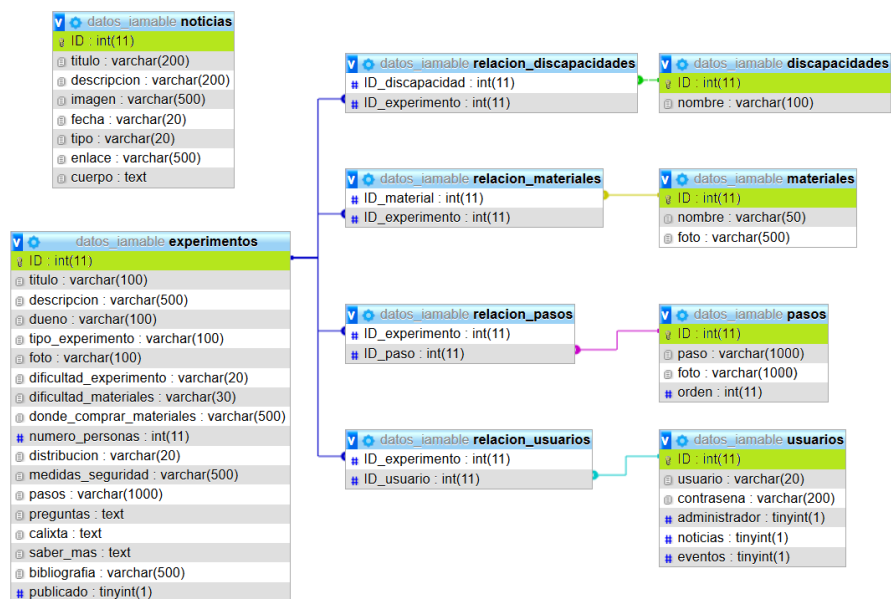 datos_iamable noticias
ID : int(11)
titulo : varchar(200)
descripcion : varchar(200)
imagen : varchar(500)
fecha : varchar(20)
tipo : varchar(20)
enlace : varchar(500)
cuerpo : text
datos_iamable experimentos
ID : int(11)
titulo : varchar(100)
descripcion : varchar(500)
dueno : varchar(100)
tipo_experimento : varchar(100)
foto : varchar(100)
dificultad_experimento : varchar(20)
dificultad_materiales : varchar(30)
donde_comprar_materiales : varchar(500)
numero_personas : int(11)
distribucion : varchar(20)
medidas_seguridad : varchar(500)
pasos : varchar(1000)
preguntas : text
calixta : text
saber_mas : text
bibliografia : varchar(500)
publicado : tinyint(1)
datos_iamable relacion_discapacidades
ID_discapacidad : int(11)
ID_experimento : int(11)
datos_iamable discapacidades
ID : int(11)
nombre : varchar(100)
datos_iamable relacion_materiales
ID_material : int(11)
ID_experimento : int(11)
datos_iamable materiales
ID : int(11)
nombre : varchar(50)
foto : varchar(500)
datos_iamable relacion_pasos
ID_experimento : int(11)
ID_paso : int(11)
datos_iamable pasos
ID : int(11)
paso : varchar(1000)
foto : varchar(1000)
orden : int(11)
datos_iamable relacion_usuarios
ID_experimento : int(11)
ID_usuario : int(11)
datos_iamable usuarios
ID : int(11)
usuario : varchar(20)
contrasena : varchar(200)
administrador : tinyint(1)
noticias : tinyint(1)
eventos : tinyint(1)